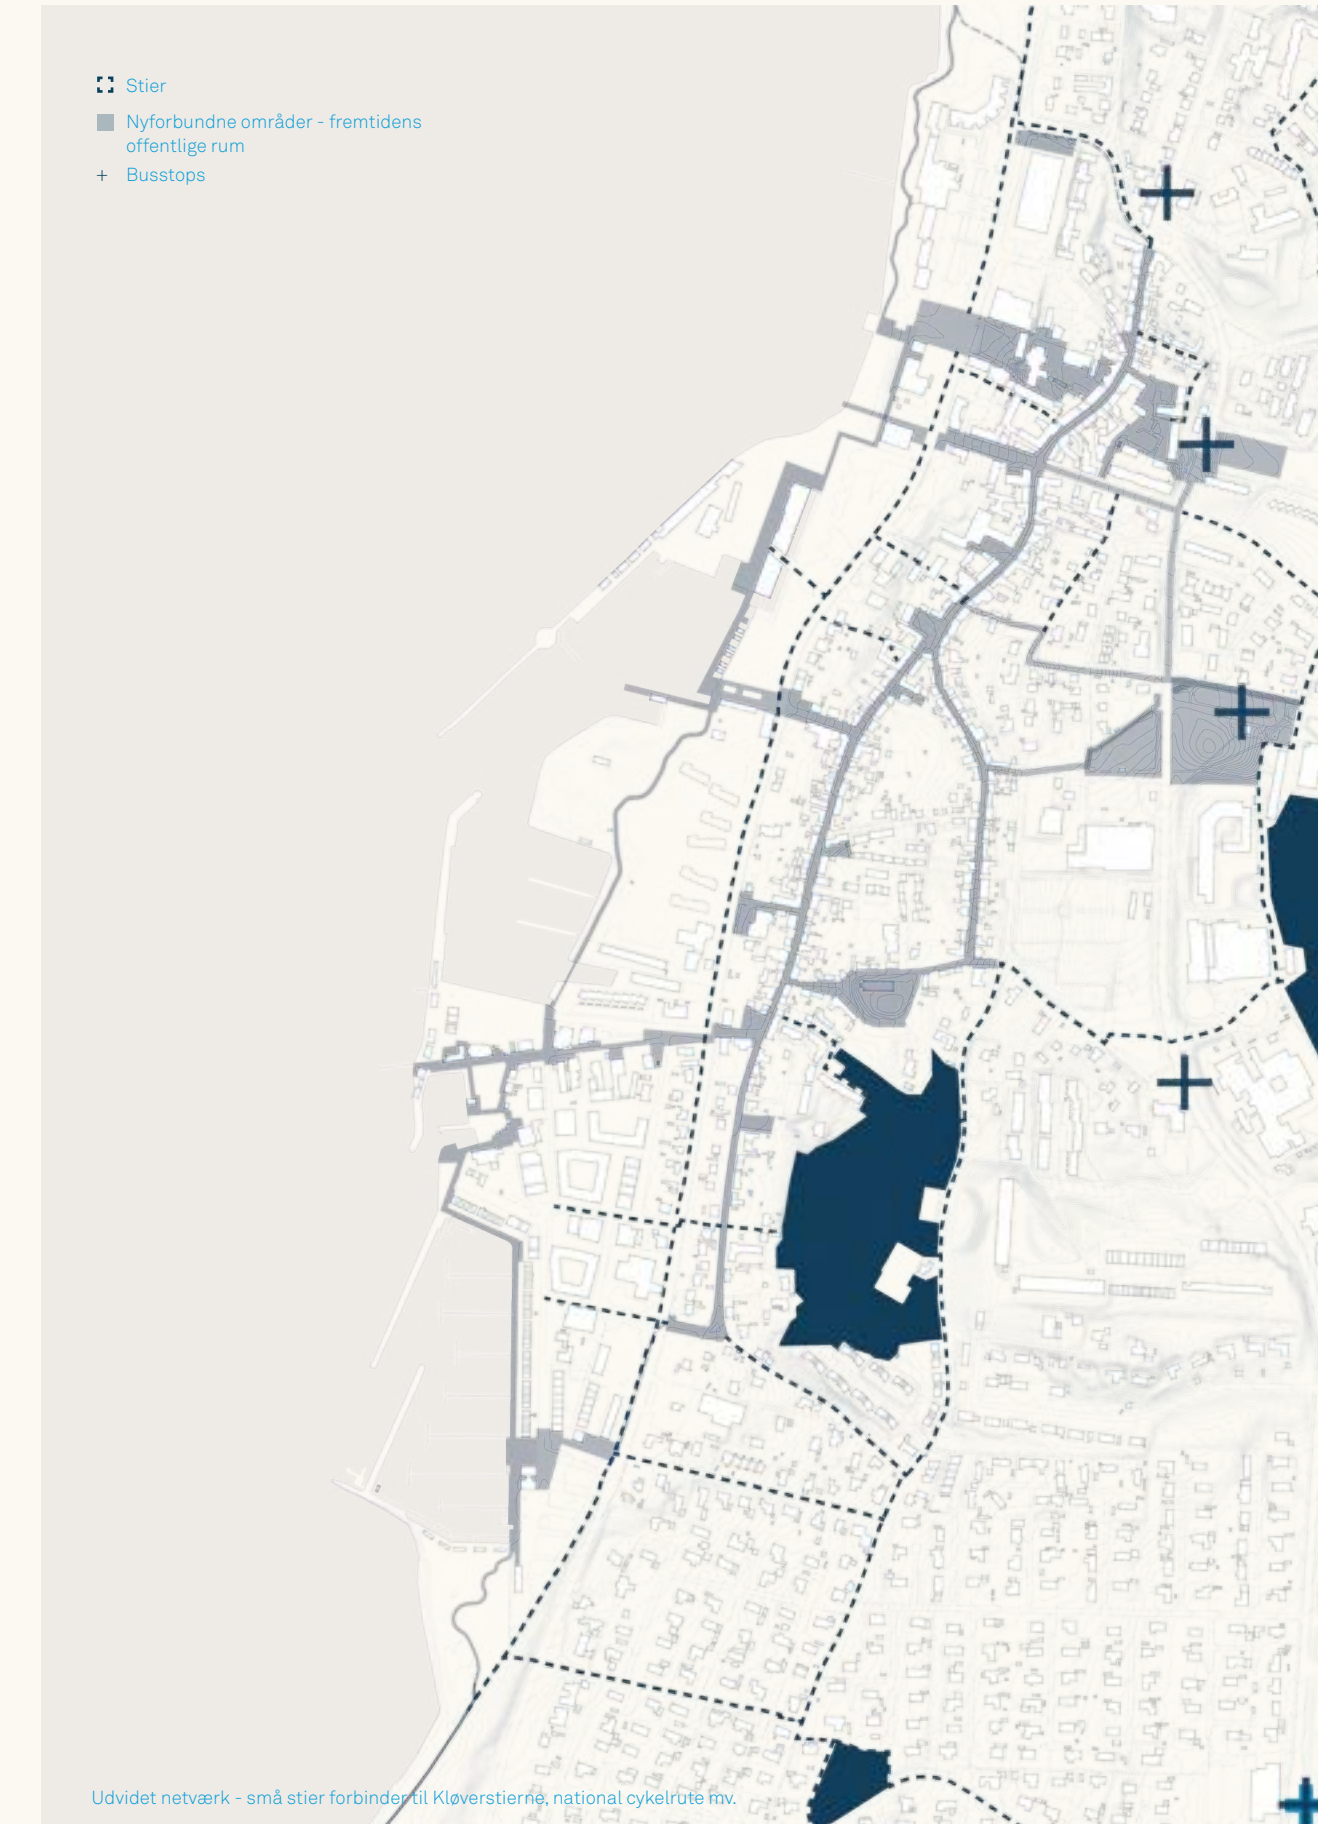 Stier
Nyforbundne områder - fremtidens
offentlige rum
Busstops
Udvidet netværk - små stier forbinder til Kløverstierne, national cykelrute mv.